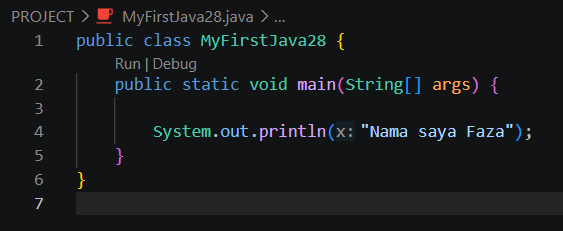 PROJECT > MyFirstJava28.java > ...
1 public class MyFirstJava28 {
Run | Debug
2 public static void main(String[] args) {
3
4 System.out.println(x:"Nama saya Faza");
5 }
6 }
7